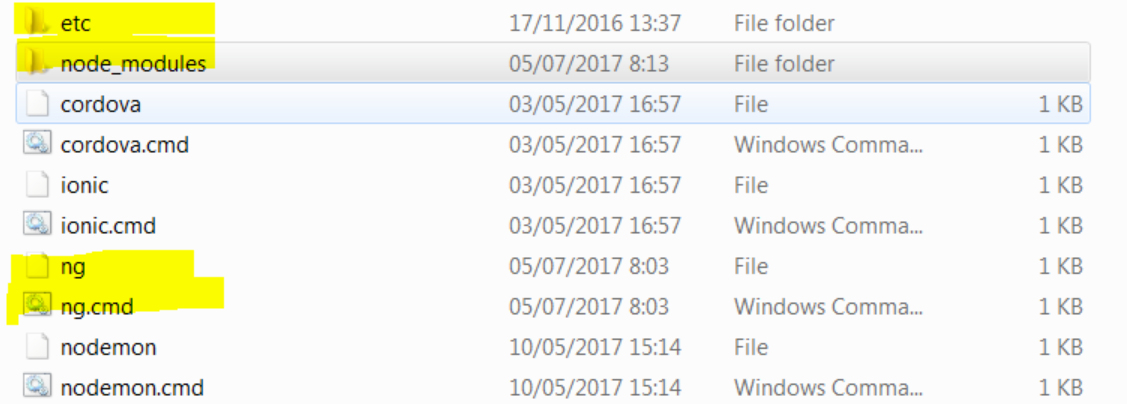 etc 17/11/2016 13:37 File folder
node_modules 05/07/2017 8:13 File folder
cordova 03/05/2017 16:57 File 1 KB
cordova.cmd 03/05/2017 16:57 Windows Comma... 1 KB
ionic 03/05/2017 16:57 File 1 KB
ionic.cmd 03/05/2017 16:57 Windows Comma... 1 KB
ng 05/07/2017 8:03 File 1 KB
ng.cmd 05/07/2017 8:03 Windows Comma... 1 KB
nodemon 10/05/2017 15:14 File 1 KB
nodemon.cmd 10/05/2017 15:14 Windows Comma... 1 KB